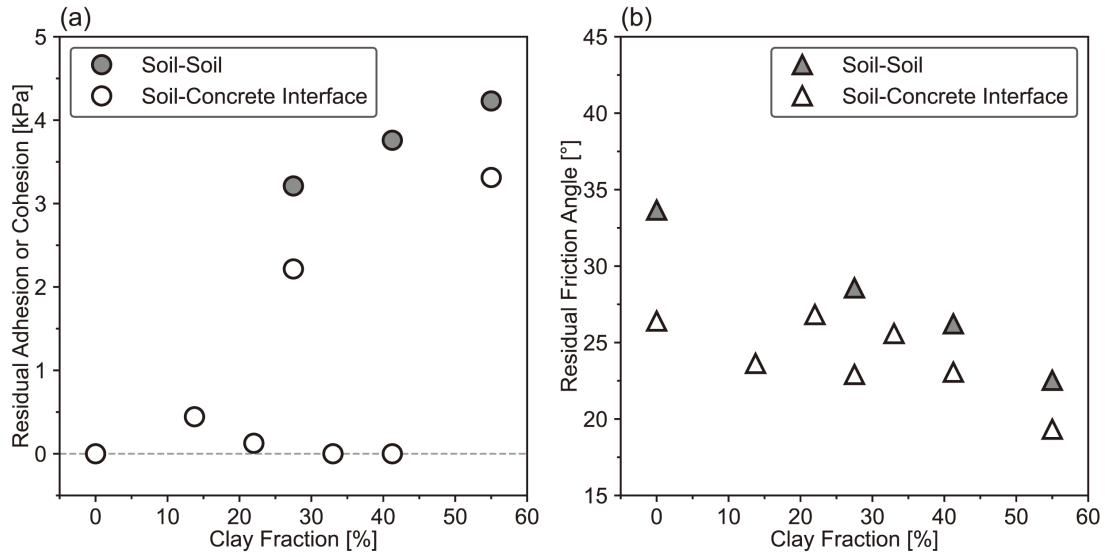 (a)
Soil-Soil
Soil-Concrete Interface
Residual Adhesion or Cohesion [kPa]
5
4
3
2
1
0
0 10 20 30 40 50 60
Clay Fraction [%]
(b)
Soil-Soil
Soil-Concrete Interface
Residual Friction Angle [°]
45
40
35
30
25
20
15
0 10 20 30 40 50 60
Clay Fraction [%]